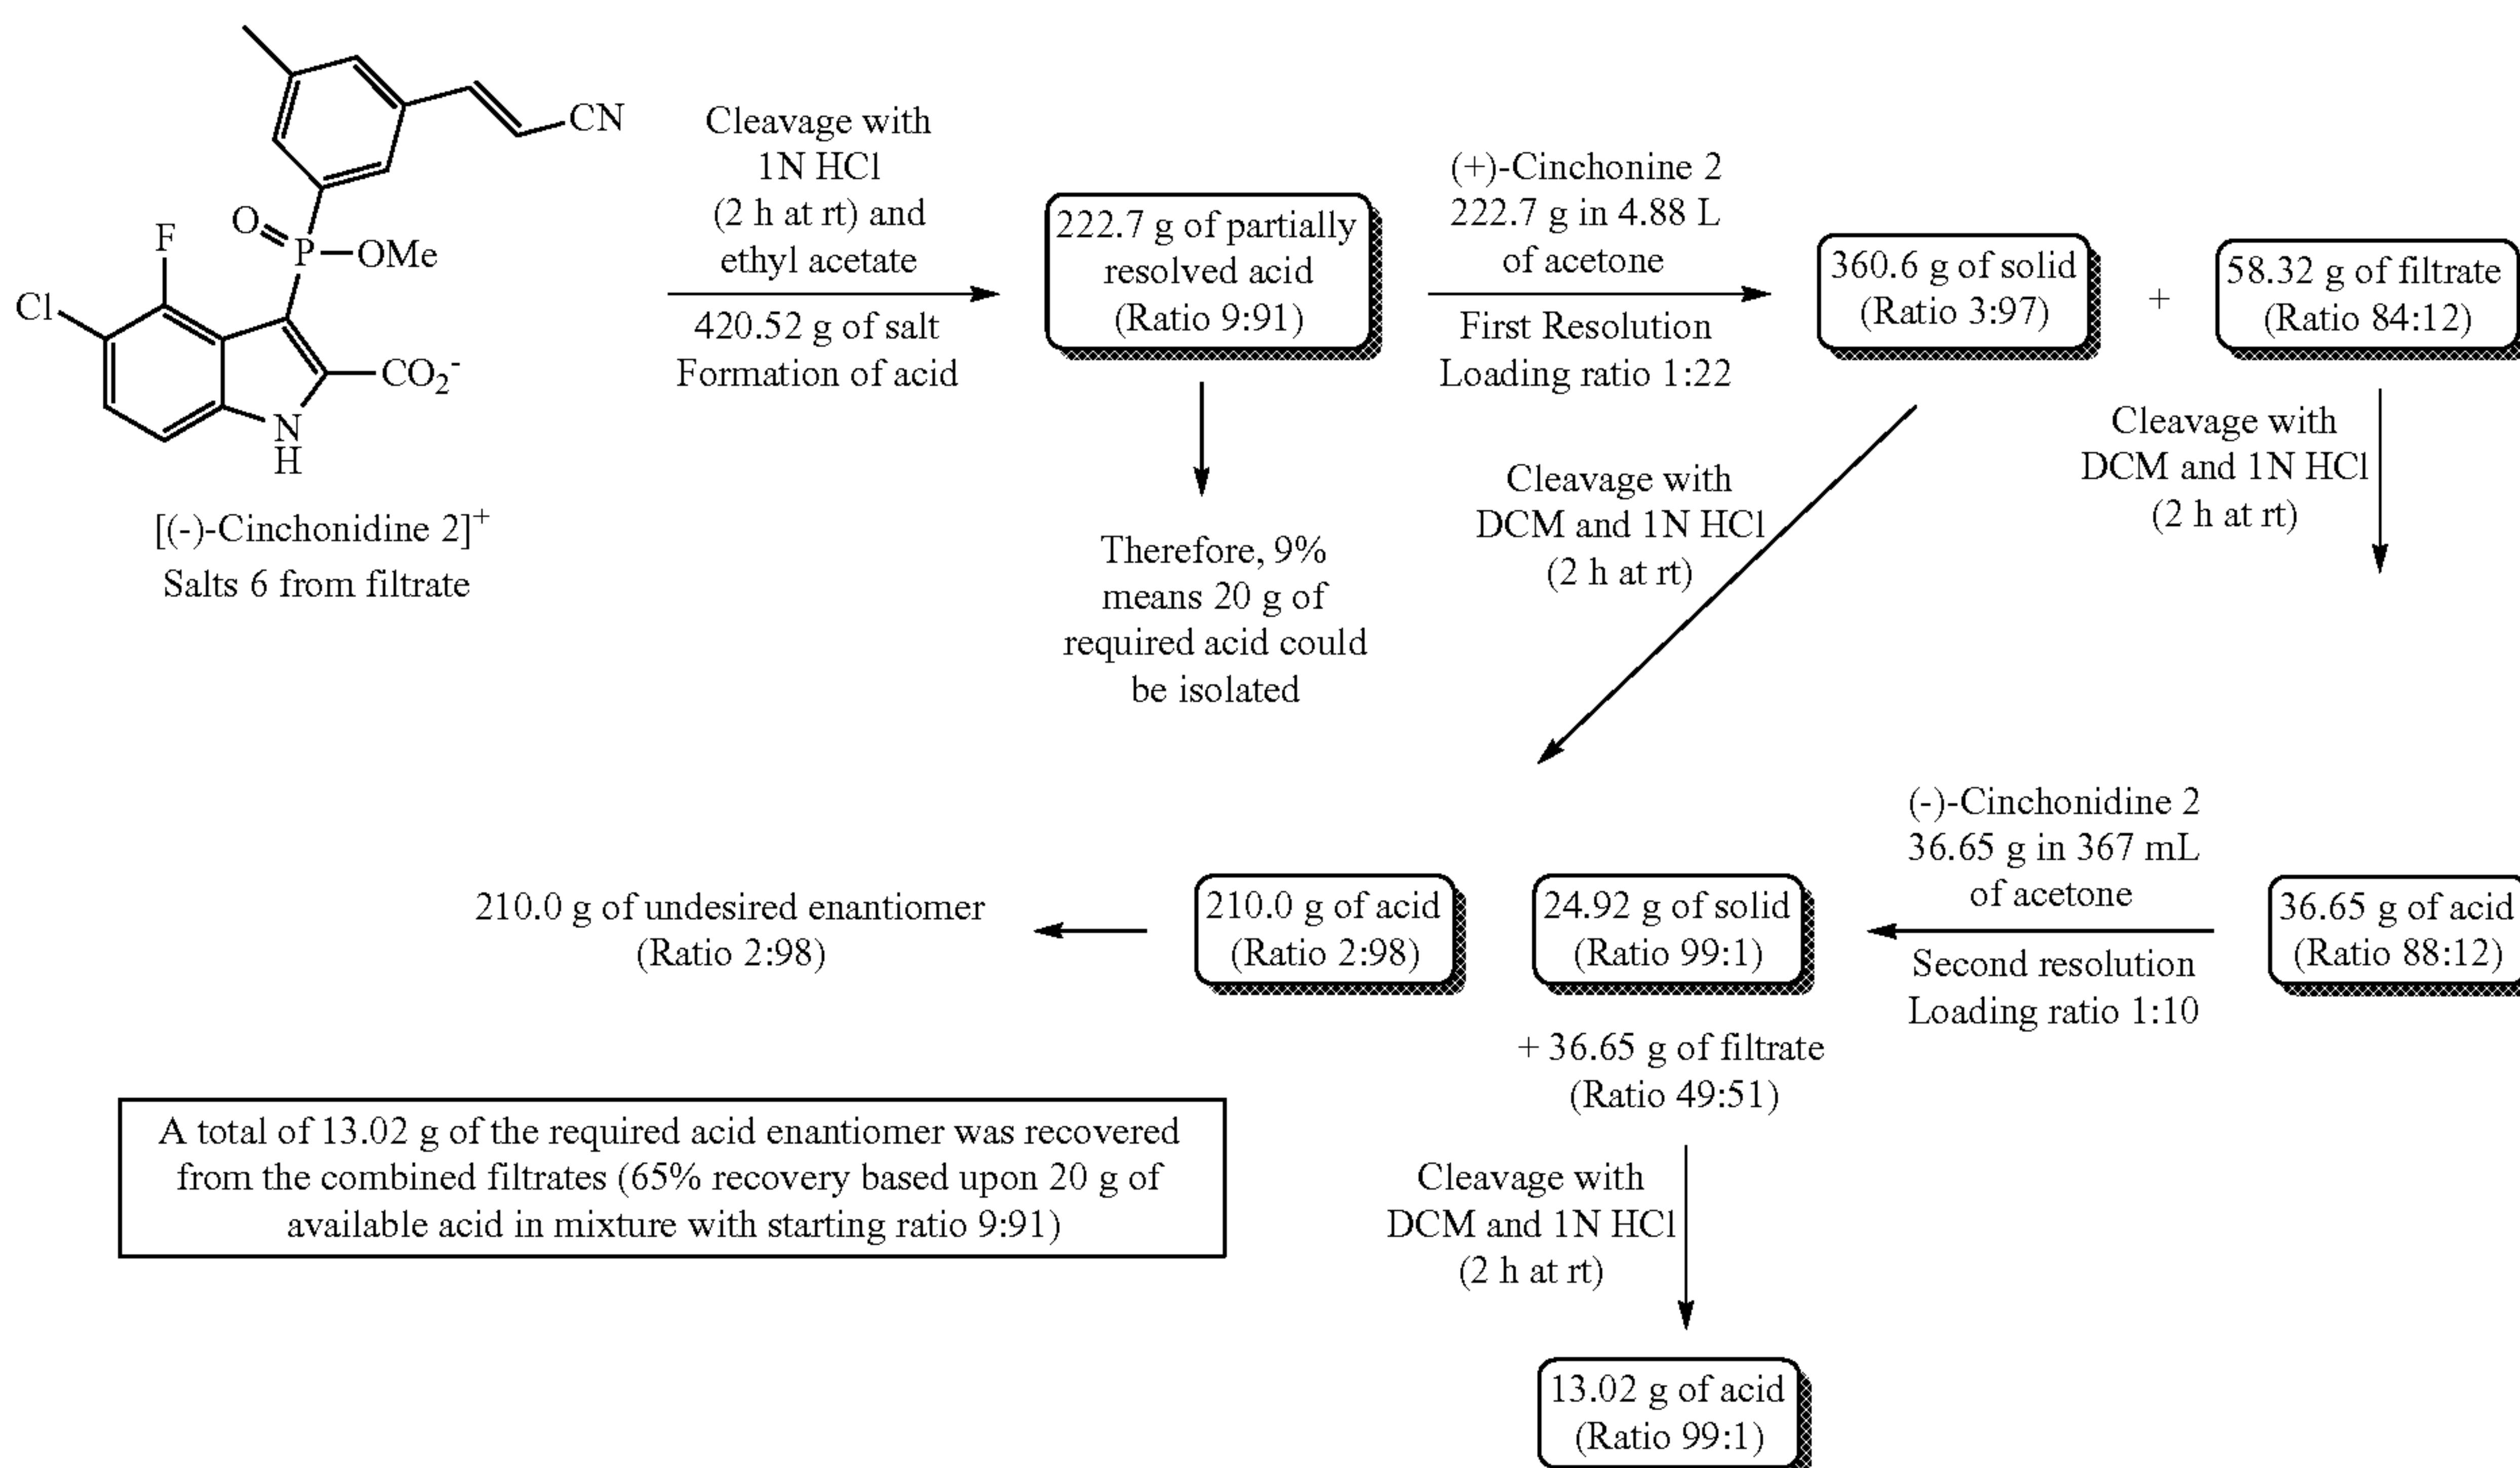 CN
O
P
OMe
F
Cl
CO2-
N
H
[(-)-Cinchonidine 2]+
Salts 6 from filtrate
Cleavage with
1N HCl
(2 h at rt) and
ethyl acetate
420.52 g of salt
Formation of acid
222.7 g of partially
resolved acid
(Ratio 9:91)
Therefore, 9%
means 20 g of
required acid could
be isolated
(+)-Cinchonine 2
222.7 g in 4.88 L
of acetone
First Resolution
Loading ratio 1:22
360.6 g of solid
(Ratio 3:97)
+
58.32 g of filtrate
(Ratio 84:12)
Cleavage with
DCM and 1N HCl
(2 h at rt)
Cleavage with
DCM and 1N HCl
(2 h at rt)
210.0 g of undesired enantiomer
(Ratio 2:98)
210.0 g of acid
(Ratio 2:98)
24.92 g of solid
(Ratio 99:1)
+ 36.65 g of filtrate
(Ratio 49:51)
(-)-Cinchonidine 2
36.65 g in 367 mL
of acetone
Second resolution
Loading ratio 1:10
36.65 g of acid
(Ratio 88:12)
A total of 13.02 g of the required acid enantiomer was recovered
from the combined filtrates (65% recovery based upon 20 g of
available acid in mixture with starting ratio 9:91)
Cleavage with
DCM and 1N HCl
(2 h at rt)
13.02 g of acid
(Ratio 99:1)